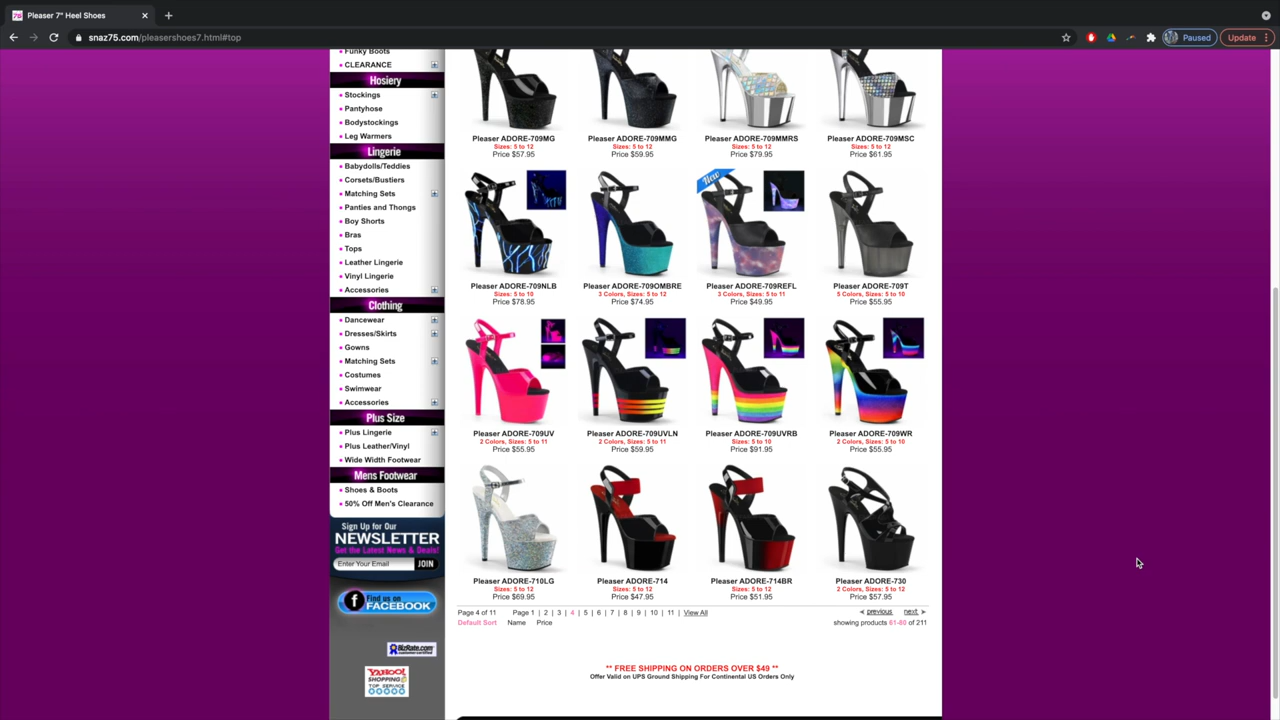 Pleaser 7" Heel Shoes
snaz75.com/pleasershoes7.html#top
Paused
Update
Funky Boots
CLEARANCE
Hosiery
Stockings
Pantyhose
Bodystockings
Leg Warmers
Lingerie
Babydolls/Teddies
Corsets/Bustiers
Matching Sets
Panties and Thongs
Boy Shorts
Bras
Tops
Leather Lingerie
Vinyl Lingerie
Accessories
Clothing
Dancewear
Dresses/Skirts
Gowns
Matching Sets
Costumes
Swimwear
Accessories
Plus Size
Plus Lingerie
Plus Leather/Vinyl
Wide Width Footwear
Mens Footwear
Shoes & Boots
50% Off Men's Clearance
Sign Up for Our
NEWSLETTER
Get the Latest News & Deals!
Enter Your Email JOIN
Find us on
FACEBOOK
BizRate.com
YAHOO!
SHOPPING
TOP SERVICE
Pleaser ADORE-709MG
Sizes: 5 to 12
Price $57.95
Pleaser ADORE-709MMG
Sizes: 5 to 12
Price $59.95
Pleaser ADORE-709MMRS
Sizes: 5 to 12
Price $79.95
Pleaser ADORE-709MSC
Sizes: 5 to 12
Price $61.95
Pleaser ADORE-709NLB
Sizes: 5 to 10
Price $78.95
Pleaser ADORE-709OMBRE
3 Colors, Sizes: 5 to 12
Price $74.95
New
Pleaser ADORE-709REFL
3 Colors, Sizes: 5 to 11
Price $49.95
Pleaser ADORE-709T
5 Colors, Sizes: 5 to 10
Price $55.95
Pleaser ADORE-709UV
2 Colors, Sizes: 5 to 11
Price $55.95
Pleaser ADORE-709UVLN
2 Colors, Sizes: 5 to 11
Price $59.95
Pleaser ADORE-709UVRB
Sizes: 5 to 10
Price $91.95
Pleaser ADORE-709WR
2 Colors, Sizes: 5 to 10
Price $55.95
Pleaser ADORE-710LG
Sizes: 5 to 12
Price $69.95
Pleaser ADORE-714
Sizes: 5 to 12
Price $47.95
Pleaser ADORE-714BR
Sizes: 5 to 12
Price $51.95
Pleaser ADORE-730
2 Colors, Sizes: 5 to 12
Price $57.95
Page 4 of 11 Page 1 | 2 | 3 | 4 | 5 | 6 | 7 | 8 | 9 | 10 | 11 | View All
previous next
Default Sort Name Price
showing products 61-80 of 211
** FREE SHIPPING ON ORDERS OVER $49 **
Offer Valid on UPS Ground Shipping For Continental US Orders Only